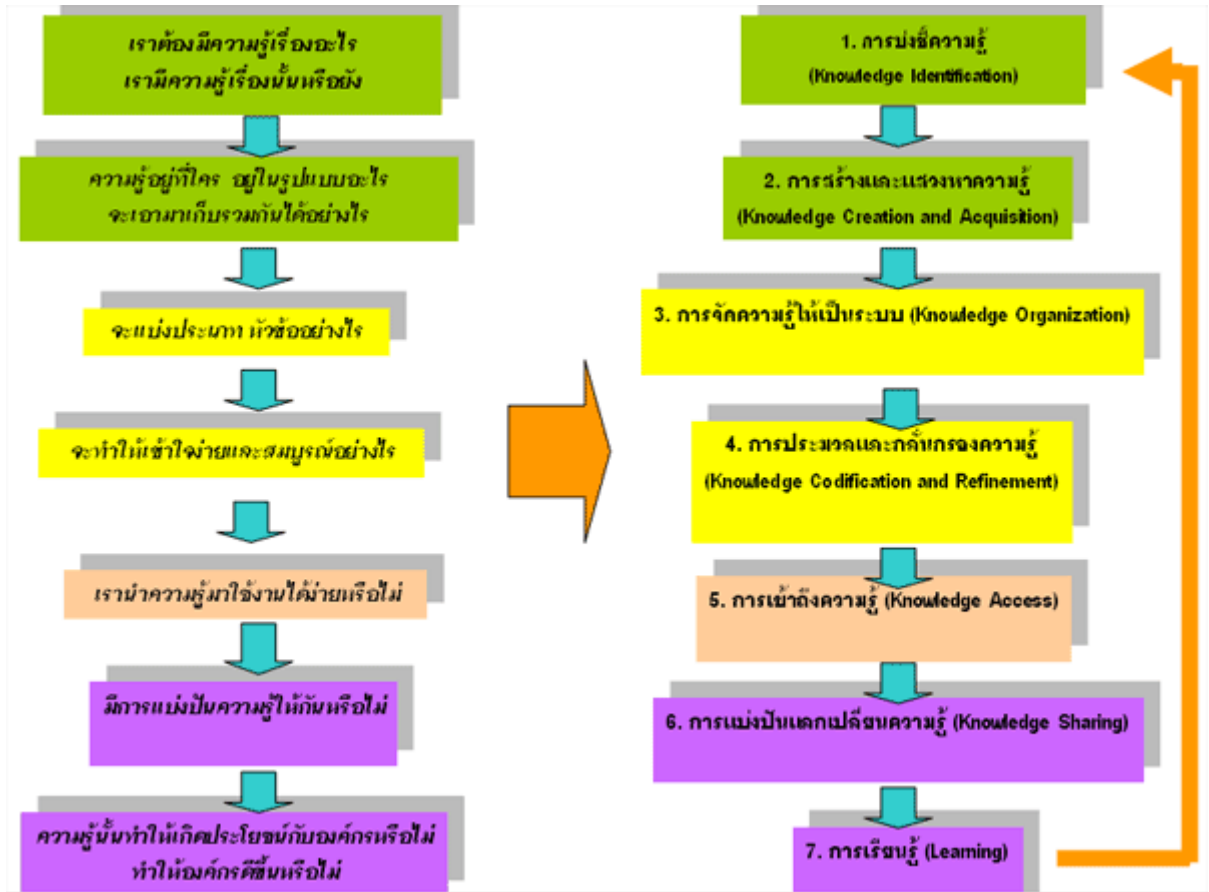 เราต้องมีความรู้เรื่องอะไร
เรามีความรู้เรื่องนั้นหรือยัง
ความรู้อยู่ที่ใคร อยู่ในรูปแบบอะไร
จะเอามาเก็บรวมกันได้อย่างไร
จะแบ่งประเภท หัวข้ออย่างไร
จะทำให้เข้าใจง่ายและสมบูรณ์อย่างไร
เรานำความรู้มาใช้งานได้ง่ายหรือไม่
มีการแบ่งปันความรู้ให้กันหรือไม่
ความรู้นั้นทำให้เกิดประโยชน์กับองค์กรหรือไม่
ทำให้องค์กรดีขึ้นหรือไม่
1. การบ่งชี้ความรู้
(Knowledge Identification)
2. การสร้างและแสวงหาความรู้
(Knowledge Creation and Acquisition)
3. การจัดความรู้ให้เป็นระบบ (Knowledge Organization)
4. การประมวลและกลั่นกรองความรู้
(Knowledge Codification and Refinement)
5. การเข้าถึงความรู้ (Knowledge Access)
6. การแบ่งปันแลกเปลี่ยนความรู้ (Knowledge Sharing)
7. การเรียนรู้ (Learning)